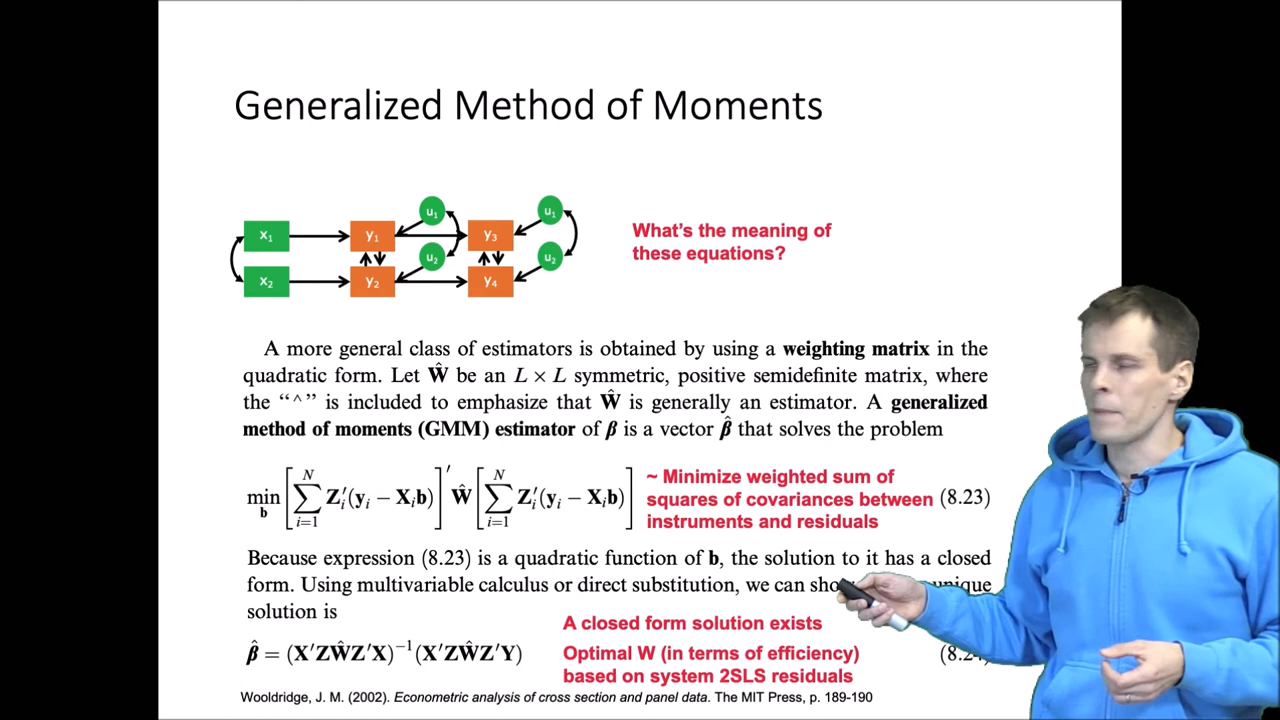 Generalized Method of Moments
x₁ y₁ u₁ y₃ u₁
x₂ y₂ u₂ y₄ u₂
What's the meaning of
these equations?
A more general class of estimators is obtained by using a weighting matrix in the
quadratic form. Let Ŵ be an L × L symmetric, positive semidefinite matrix, where
the “^” is included to emphasize that Ŵ is generally an estimator. A generalized
method of moments (GMM) estimator of β is a vector β̂ that solves the problem
min_b [∑_{i=1}^{N} Z′ᵢ(yᵢ − Xᵢb)]′ Ŵ [∑_{i=1}^{N} Z′ᵢ(yᵢ − Xᵢb)] (8.23)
~ Minimize weighted sum of
squares of covariances between
instruments and residuals
Because expression (8.23) is a quadratic function of b, the solution to it has a closed
form. Using multivariable calculus or direct substitution, we can unique
solution is
A closed form solution exists
β̂ = (X′ZŴZ′X)⁻¹(X′ZŴZ′Y)
Optimal W (in terms of efficiency)
based on system 2SLS residuals
Wooldridge, J. M. (2002). Econometric analysis of cross section and panel data. The MIT Press, p. 189-190